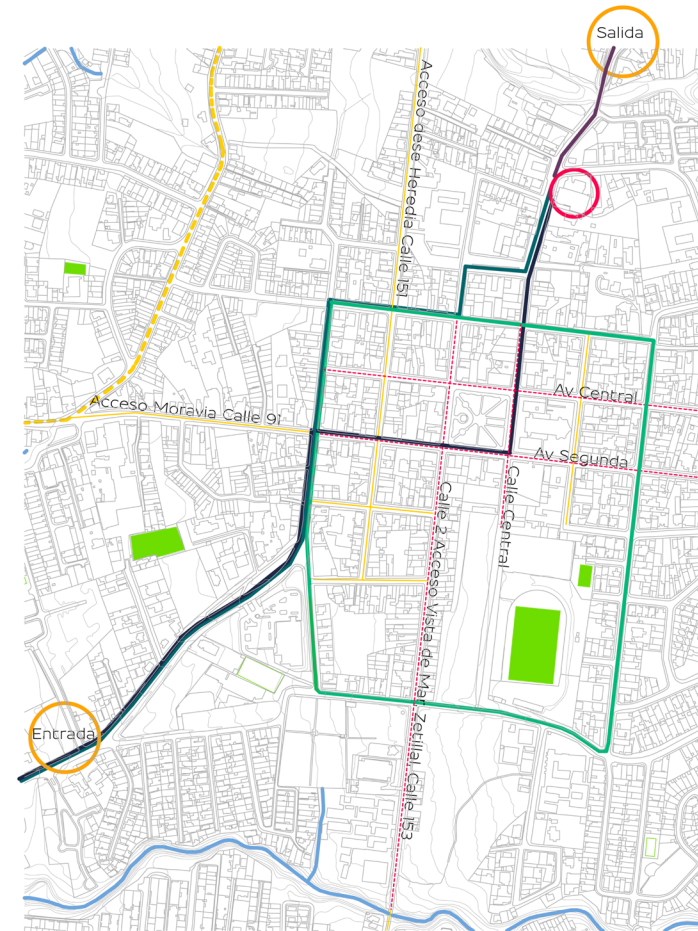 Salida
Acceso dese Heredia Calle 151
Av Central
Acceso Moravia Calle 91
Av Segunda
Calle Central
Calle 2 Acceso Vista de Mar Zetillal Calle 153
Entrada